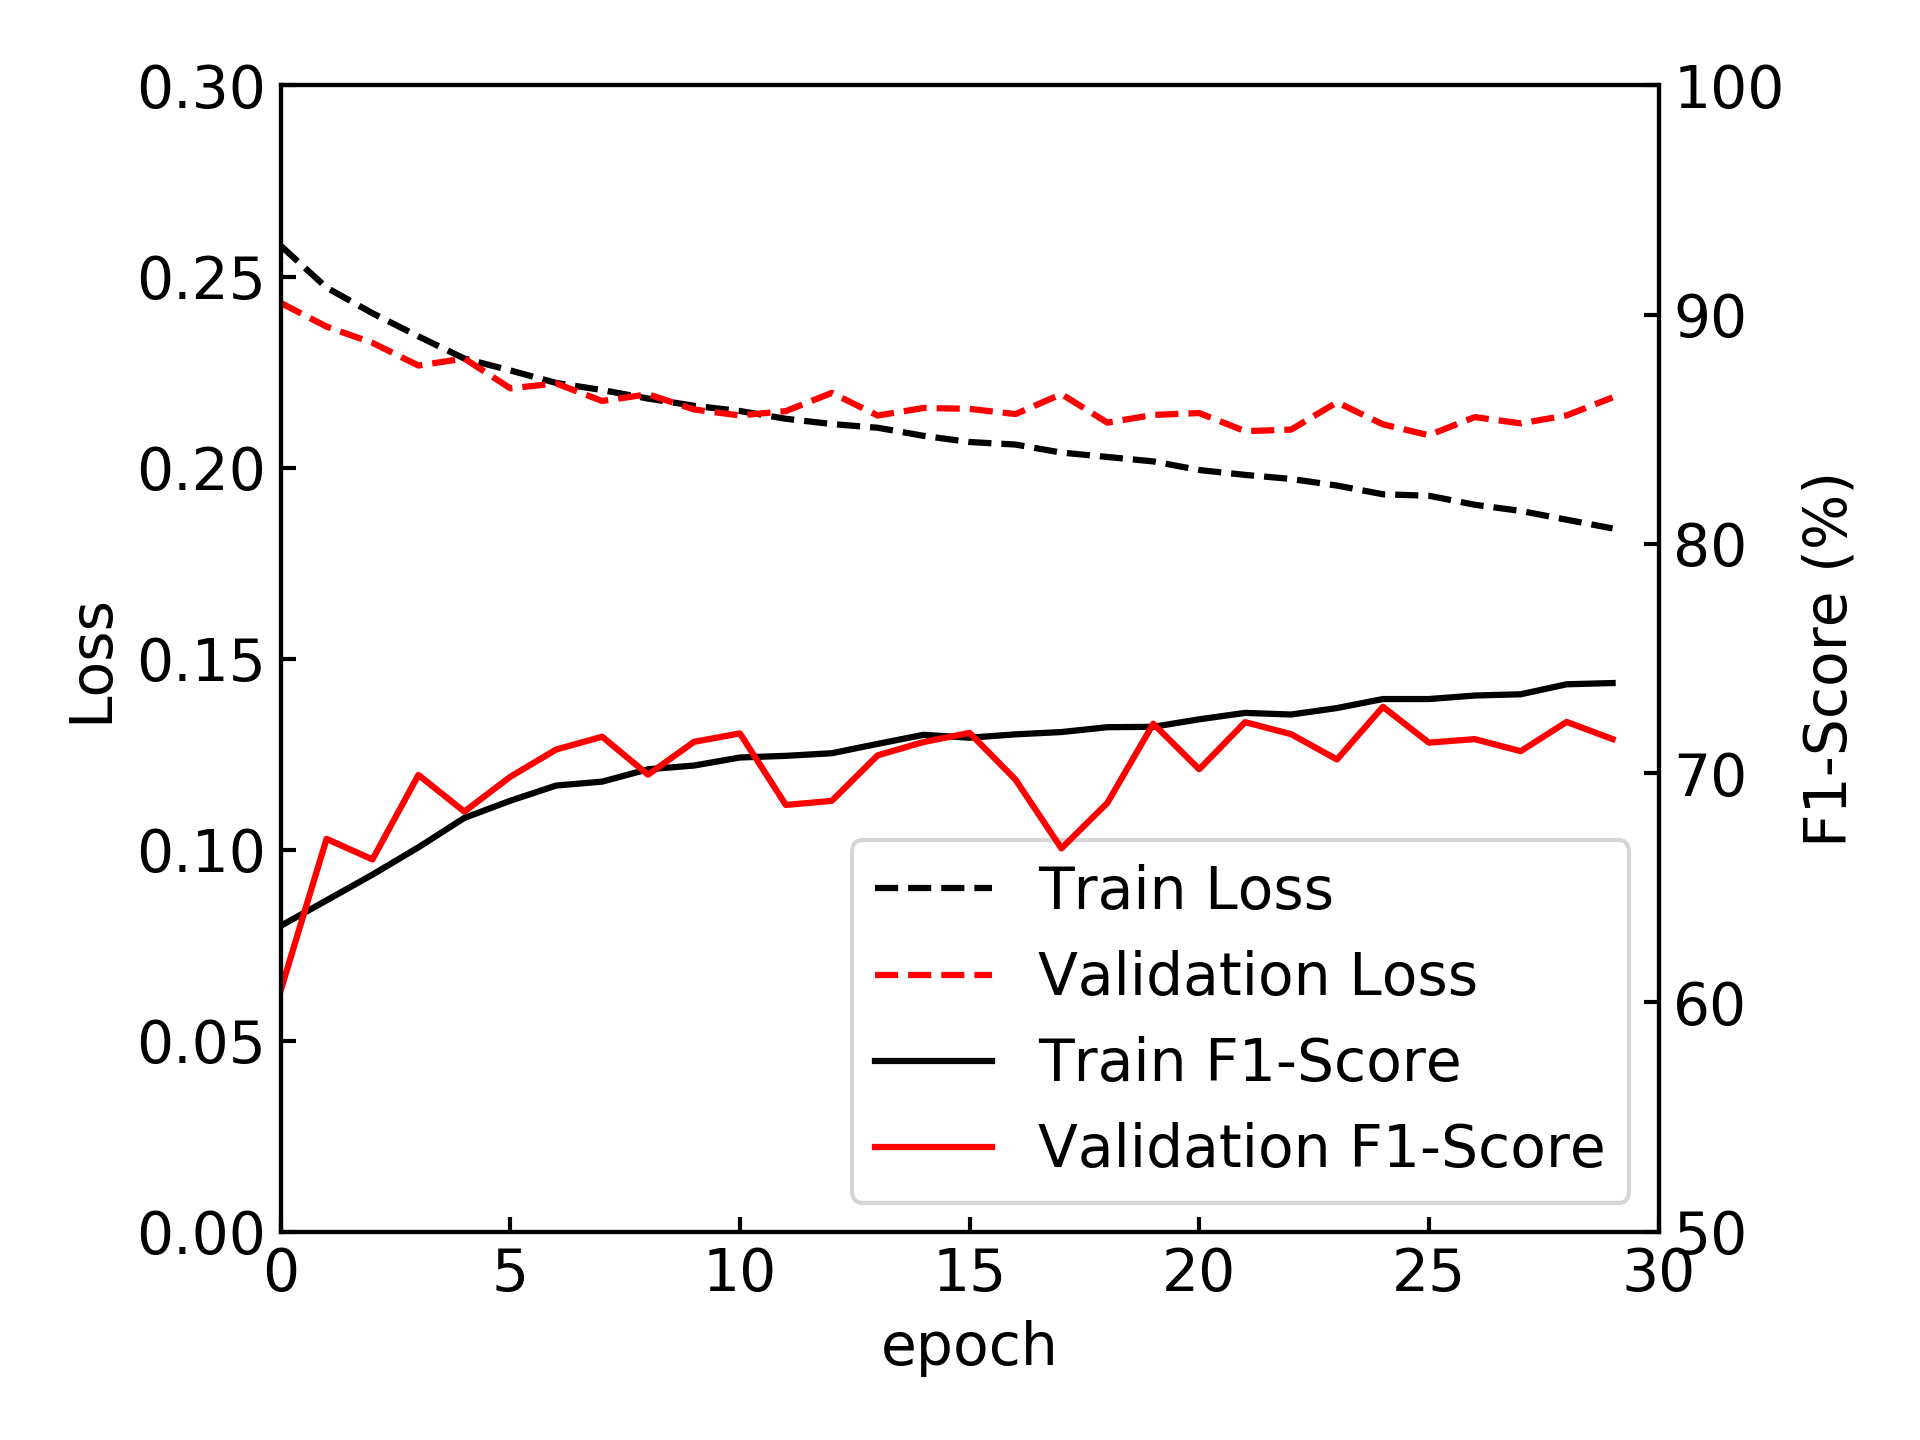 0.30
0.25
0.20
0.15
0.10
0.05
0.00
Loss
100
90
80
70
60
50
F1-Score (%)
Train Loss
Validation Loss
Train F1-Score
Validation F1-Score
0 5 10 15 20 25 30
epoch